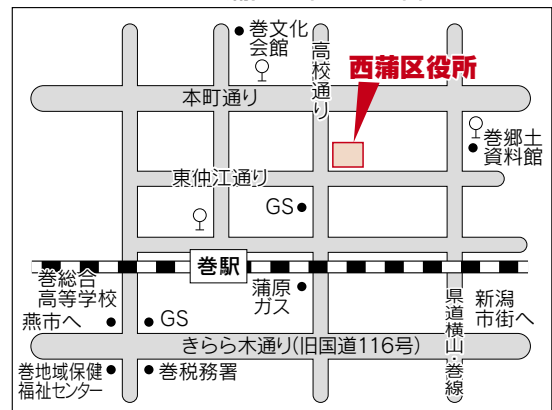 巻文化
会館
高校通り
西蒲区役所
本町通り
巻郷土
資料館
東仲江通り
GS
巻駅
巻総合
高等学校
蒲原
ガス
燕市へ
GS
県道横山・巻線
新潟
市街へ
きらら木通り(旧国道116号)
巻地域保健
福祉センター
巻税務署